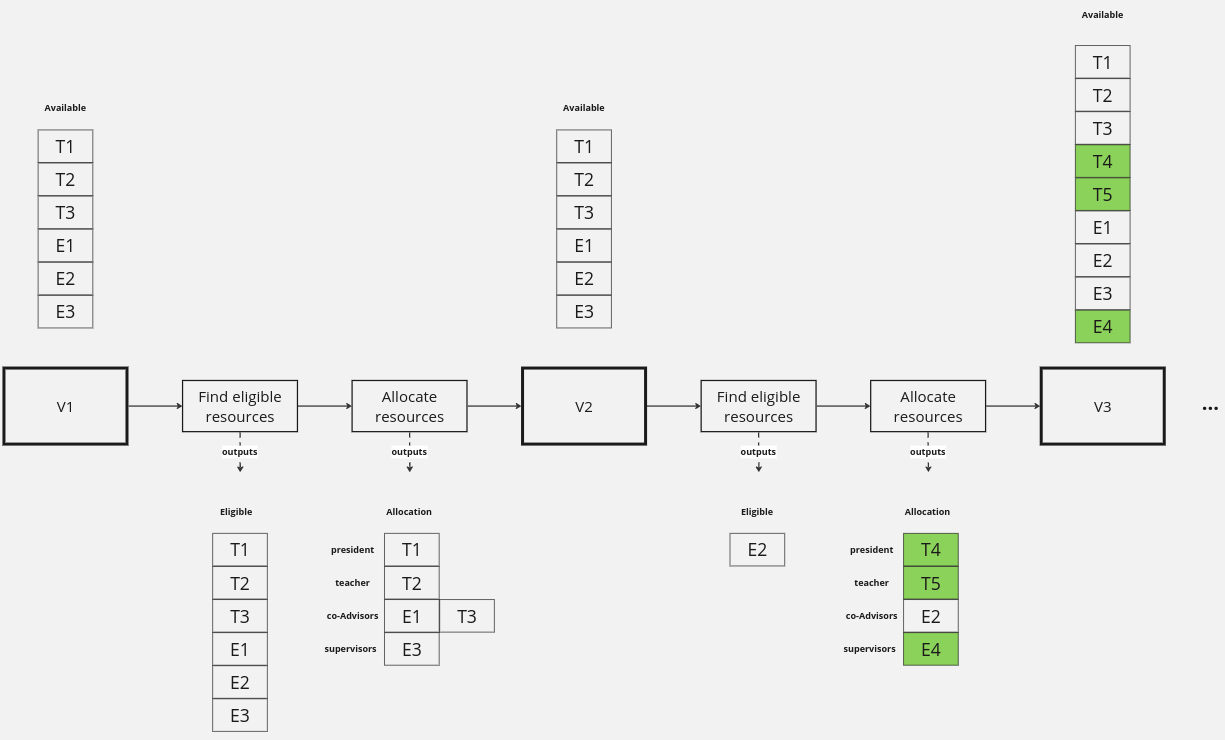 Available
T1
T2
T3
E1
E2
E3
Available
T1
T2
T3
E1
E2
E3
Available
T1
T2
T3
T4
T5
E1
E2
E3
E4
V1
Find eligible
resources
Allocate
resources
V2
Find eligible
resources
Allocate
resources
V3
...
outputs
outputs
outputs
outputs
Eligible
T1
T2
T3
E1
E2
E3
Allocation
president T1
teacher T2
co-Advisors E1 T3
supervisors E3
Eligible
E2
Allocation
president T4
teacher T5
co-Advisors E2
supervisors E4